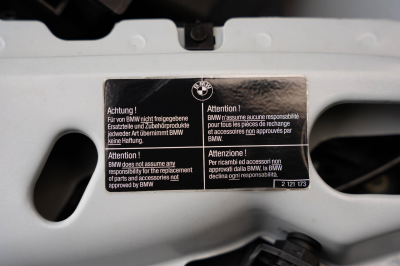 BMW
Achtung !
Für von BMW nicht freigegebene
Ersatzteile und Zubehörprodukte
jedweder Art übernimmt BMW
keine Haftung.
Attention !
BMW n'assume aucune responsabilité
pour tous les pièces de rechange
et accessoires non approuvés par
BMW.
Attention !
BMW does not assume any
responsibility for the replacement
of parts and accessories not
approved by BMW
Attenzione !
Per ricambi ed accessori non
approvati dalla BMW, la BMW
declina ogni responsabilità.
2 121 173